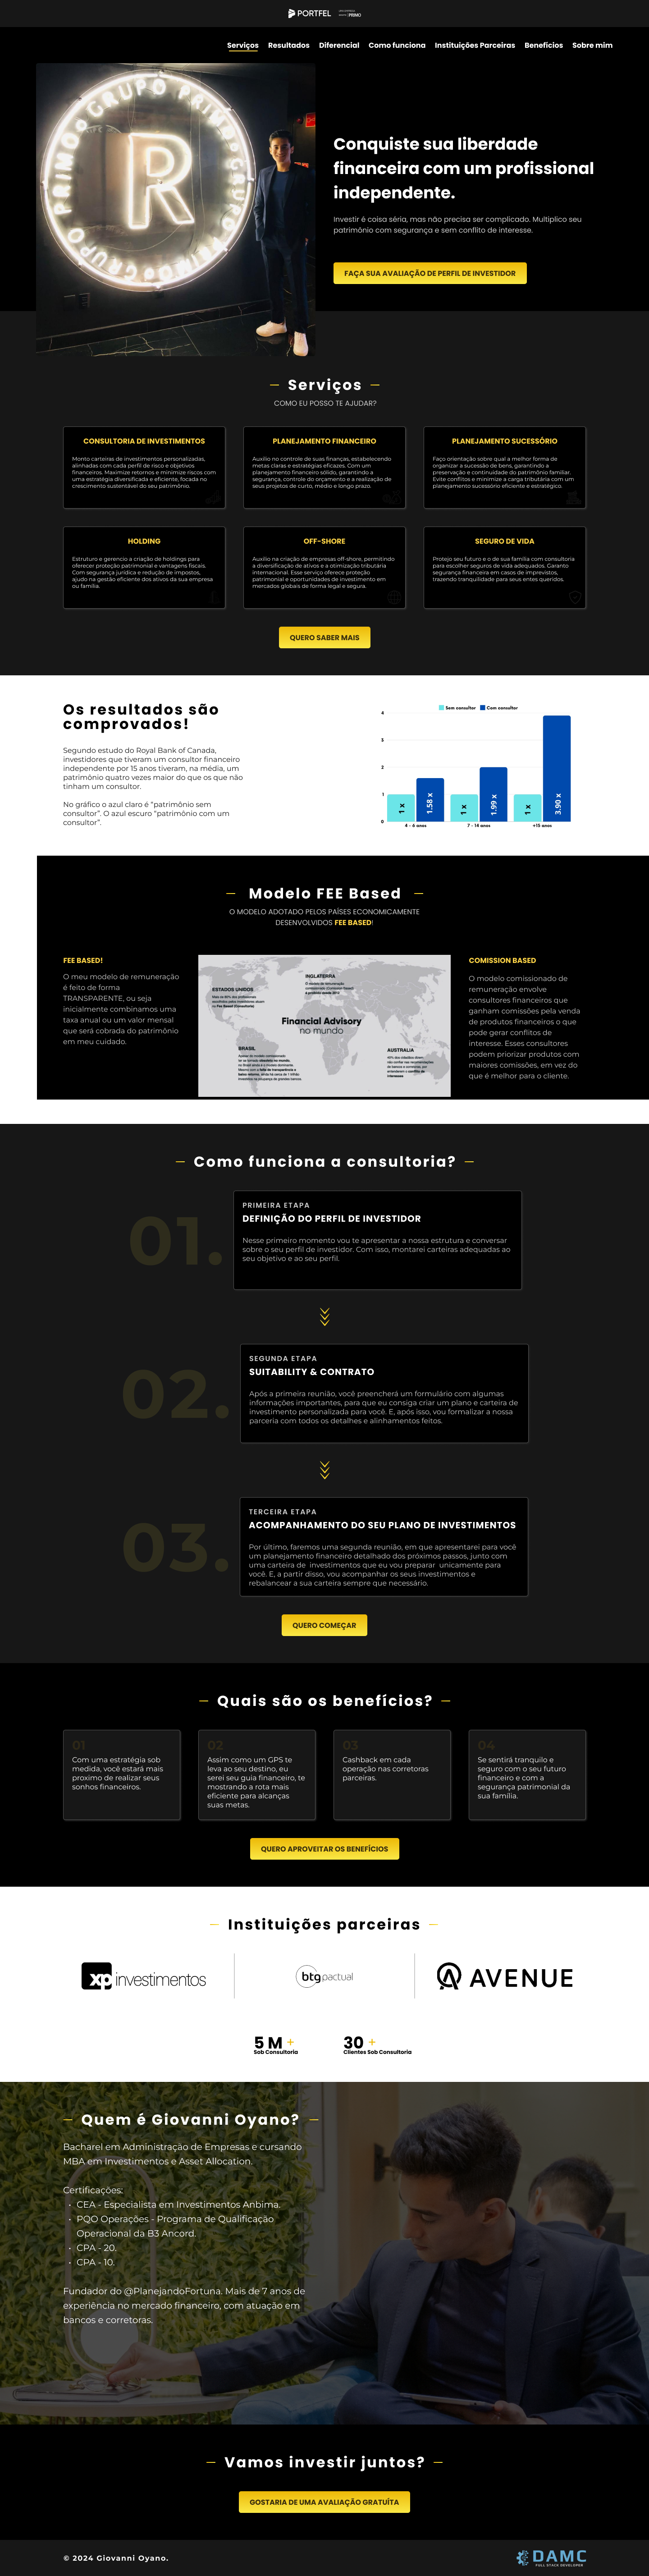 PORTFEL
Serviços Resultados Diferencial Como funciona Instituições Parceiras Benefícios Sobre mim
GRUPO PRIMO
R
GRUPO PRIMO
Conquiste sua liberdade
financeira com um profissional
independente.
Investir é coisa séria, mas não precisa ser complicado. Multiplico seu
patrimônio com segurança e sem conflito de interesse.
FAÇA SUA AVALIAÇÃO DE PERFIL DE INVESTIDOR
Serviços
COMO EU POSSO TE AJUDAR?
CONSULTORIA DE INVESTIMENTOS
Monto carteiras de investimentos personalizadas,
alinhadas com cada perfil de risco e objetivos
financeiros. Maximize retornos e minimize riscos com
uma estratégia diversificada e eficiente, focada no
crescimento sustentável do seu patrimônio.
PLANEJAMENTO FINANCEIRO
Auxilio no controle de suas finanças, estabelecendo
metas claras e estratégias eficazes. Com um
planejamento financeiro sólido, garantindo a
segurança, controle do orçamento e a realização de
seus projetos de curto, médio e longo prazo.
PLANEJAMENTO SUCESSÓRIO
Faço orientação sobre qual a melhor forma de
organizar a sucessão de bens, garantindo a
preservação e continuidade do patrimônio familiar.
Evite conflitos e minimize a carga tributária com um
planejamento sucessório eficiente e estratégico.
HOLDING
Estruturo e gerencio a criação de holdings para
oferecer proteção patrimonial e vantagens fiscais.
Com segurança jurídica e redução de impostos,
ajudo na gestão eficiente dos ativos da sua empresa
ou família.
OFF-SHORE
Auxilio na criação de empresas off-shore, permitindo
a diversificação de ativos e a otimização tributária
internacional. Esse serviço oferece proteção
patrimonial e oportunidades de investimento em
mercados globais de forma legal e segura.
SEGURO DE VIDA
Protejo seu futuro e o de sua família com consultoria
para escolher seguros de vida adequados. Garanto
segurança financeira em casos de imprevistos,
trazendo tranquilidade para seus entes queridos.
QUERO SABER MAIS
Os resultados são
comprovados!
Segundo estudo do Royal Bank of Canada,
investidores que tiveram um consultor financeiro
independente por 15 anos tiveram, na média, um
patrimônio quatro vezes maior do que os que não
tinham um consultor.
No gráfico o azul claro é "patrimônio sem
consultor". O azul escuro "patrimônio com um
consultor".
Sem consultor Com consultor
4
3
2
1
0
1 x
1.58 x
1 x
1.99 x
1 x
3.90 x
4 - 6 anos
7 - 14 anos
+15 anos
Modelo FEE Based
O MODELO ADOTADO PELOS PAÍSES ECONOMICAMENTE
DESENVOLVIDOS FEE BASED!
FEE BASED!
O meu modelo de remuneração
é feito de forma
TRANSPARENTE, ou seja
inicialmente combinamos uma
taxa anual ou um valor mensal
que será cobrada do patrimônio
em meu cuidado.
INGLATERRA
ESTADOS UNIDOS
Financial Advisory
no mundo
BRASIL
AUSTRALIA
COMISSION BASED
O modelo comissionado de
remuneração envolve
consultores financeiros que
ganham comissões pela venda
de produtos financeiros o que
pode gerar conflitos de
interesse. Esses consultores
podem priorizar produtos com
maiores comissões, em vez do
que é melhor para o cliente.
Como funciona a consultoria?
01.
PRIMEIRA ETAPA
DEFINIÇÃO DO PERFIL DE INVESTIDOR
Nesse primeiro momento vou te apresentar a nossa estrutura e conversar
sobre o seu perfil de investidor. Com isso, montarei carteiras adequadas ao
seu objetivo e ao seu perfil.
02.
SEGUNDA ETAPA
SUITABILITY & CONTRATO
Após a primeira reunião, você preencherá um formulário com algumas
informações importantes, para que eu consiga criar um plano e carteira de
investimento personalizada para você. E, após isso, vou formalizar a nossa
parceria com todos os detalhes e alinhamentos feitos.
03.
TERCEIRA ETAPA
ACOMPANHAMENTO DO SEU PLANO DE INVESTIMENTOS
Por último, faremos uma segunda reunião, em que apresentarei para você
um planejamento financeiro detalhado dos próximos passos, junto com
uma carteira de investimentos que eu vou preparar unicamente para
você. E, a partir disso, vou acompanhar os seus investimentos e
rebalancear a sua carteira sempre que necessário.
QUERO COMEÇAR
Quais são os benefícios?
01
Com uma estratégia sob
medida, você estará mais
proximo de realizar seus
sonhos financeiros.
02
Assim como um GPS te
leva ao seu destino, eu
serei seu guia financeiro, te
mostrando a rota mais
eficiente para alcanças
suas metas.
03
Cashback em cada
operação nas corretoras
parceiras.
04
Se sentirá tranquilo e
seguro com o seu futuro
financeiro e com a
segurança patrimonial da
sua família.
QUERO APROVEITAR OS BENEFÍCIOS
Instituições parceiras
xp investimentos
btg pactual
AVENUE
5 M +
Sob Consultoria
30 +
Clientes Sob Consultoria
Quem é Giovanni Oyano?
Bacharel em Administração de Empresas e cursando
MBA em Investimentos e Asset Allocation.
Certificações:
• CEA - Especialista em Investimentos Anbima.
• PQO Operações - Programa de Qualificação
Operacional da B3 Ancord.
• CPA - 20.
• CPA - 10.
Fundador do @PlanejandoFortuna. Mais de 7 anos de
experiência no mercado financeiro, com atuação em
bancos e corretoras.
Vamos investir juntos?
GOSTARIA DE UMA AVALIAÇÃO GRATUÍTA
© 2024 Giovanni Oyano.
DAMC
FULL STACK DEVELOPER